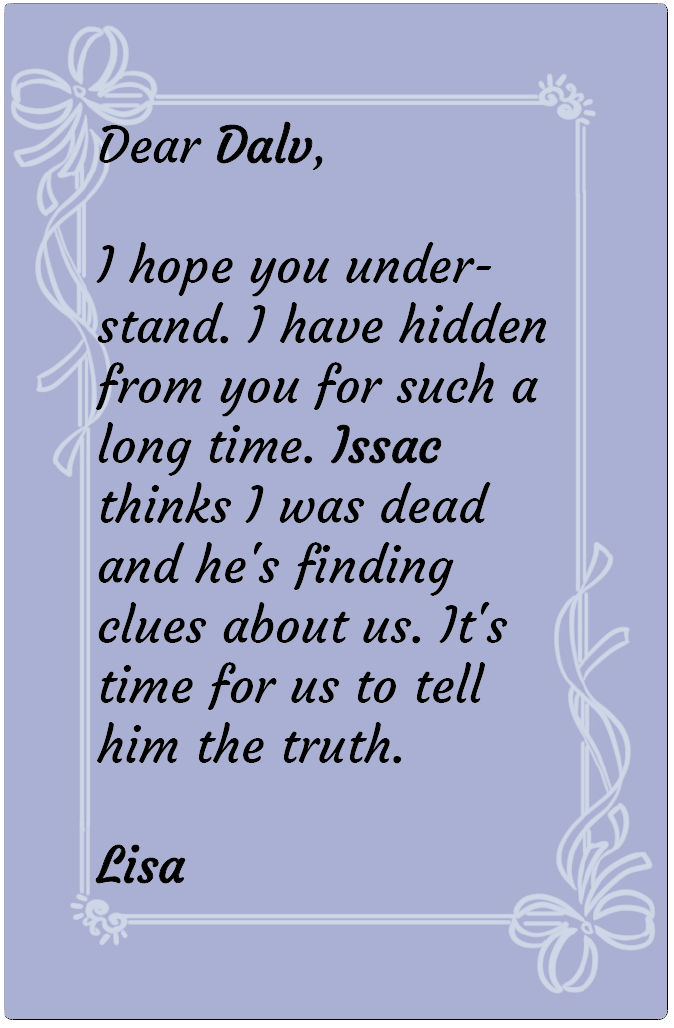 Dear Dalv,
I hope you under-
stand. I have hidden
from you for such a
long time. Issac
thinks I was dead
and he's finding
clues about us. It's
time for us to tell
him the truth.
Lisa